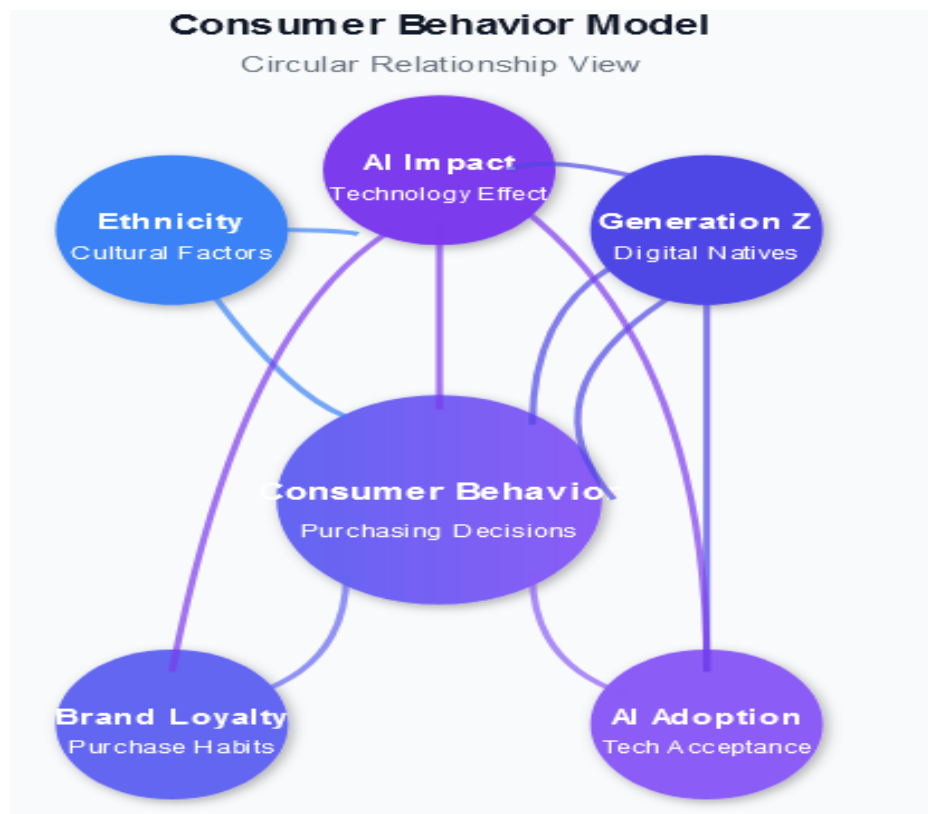 Consumer Behavior Model
Circular Relationship View
AI Impact
Technology Effect
Ethnicity
Cultural Factors
Generation Z
Digital Natives
Consumer Behavior
Purchasing Decisions
Brand Loyalty
Purchase Habits
AI Adoption
Tech Acceptance